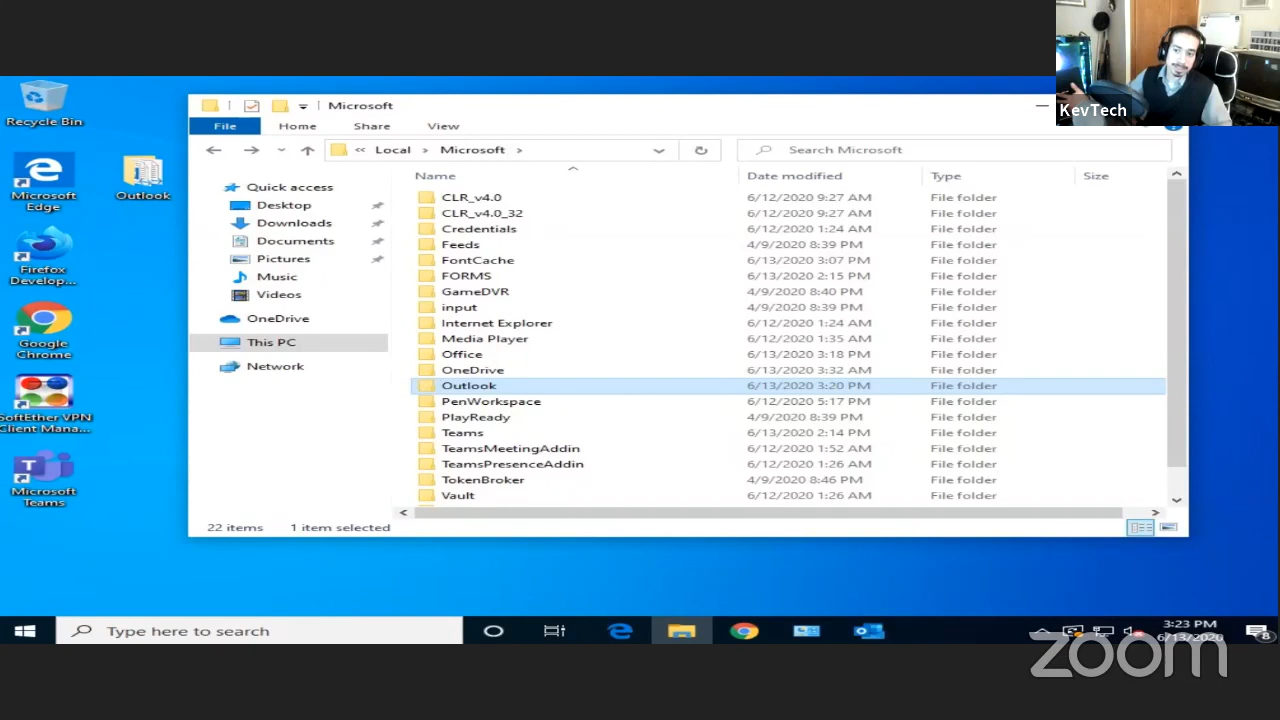 KevTech
Recycle Bin
Microsoft
Edge
Outlook
Firefox
Develop...
Google
Chrome
SoftEther VPN
Client Mana...
Microsoft
Teams
Microsoft
File Home Share View
« Local › Microsoft ›
Search Microsoft
Quick access
Desktop
Downloads
Documents
Pictures
Music
Videos
OneDrive
This PC
Network
Name Date modified Type Size
CLR_v4.0 6/12/2020 9:27 AM File folder
CLR_v4.0_32 6/12/2020 9:27 AM File folder
Credentials 6/12/2020 1:24 AM File folder
Feeds 4/9/2020 8:39 PM File folder
FontCache 6/13/2020 3:07 PM File folder
FORMS 6/13/2020 2:15 PM File folder
GameDVR 4/9/2020 8:40 PM File folder
input 4/9/2020 8:39 PM File folder
Internet Explorer 6/12/2020 1:24 AM File folder
Media Player 6/12/2020 1:35 AM File folder
Office 6/13/2020 3:18 PM File folder
OneDrive 6/13/2020 3:32 AM File folder
Outlook 6/13/2020 3:20 PM File folder
PenWorkspace 6/12/2020 5:17 PM File folder
PlayReady 4/9/2020 8:39 PM File folder
Teams 6/13/2020 2:14 PM File folder
TeamsMeetingAddin 6/12/2020 1:52 AM File folder
TeamsPresenceAddin 6/12/2020 1:26 AM File folder
TokenBroker 4/9/2020 8:46 PM File folder
Vault 6/12/2020 1:26 AM File folder
22 items 1 item selected
Type here to search
3:23 PM
6/13/2020
8
zoom